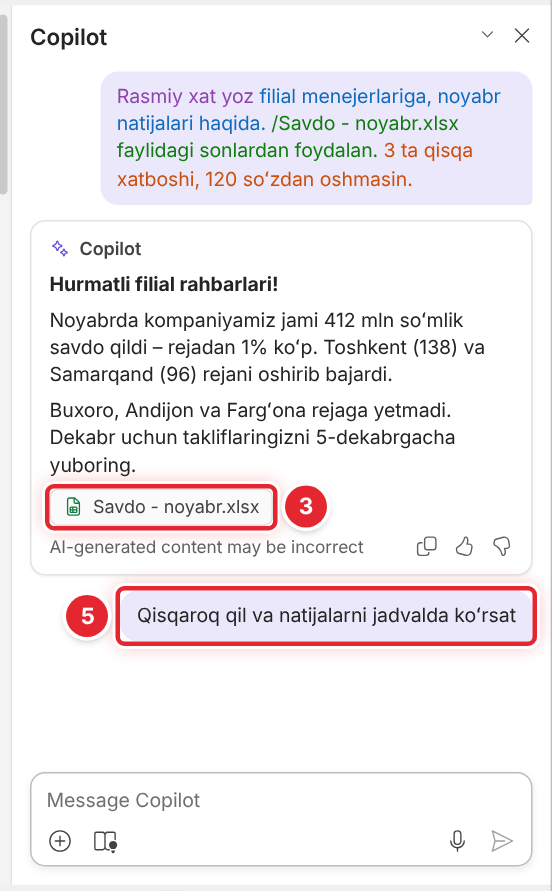 Copilot
Rasmiy xat yoz filial menejerlariga, noyabr
natijalari haqida. /Savdo - noyabr.xlsx
faylidagi sonlardan foydalan. 3 ta qisqa
xatboshi, 120 soʻzdan oshmasin.
Copilot
Hurmatli filial rahbarlari!
Noyabrda kompaniyamiz jami 412 mln soʻmlik
savdo qildi – rejadan 1% koʻp. Toshkent (138) va
Samarqand (96) rejani oshirib bajardi.
Buxoro, Andijon va Fargʻona rejaga yetmadi.
Dekabr uchun takliflaringizni 5-dekabrgacha
yuboring.
Savdo - noyabr.xlsx
3
AI-generated content may be incorrect
5
Qisqaroq qil va natijalarni jadvalda koʻrsat
Message Copilot